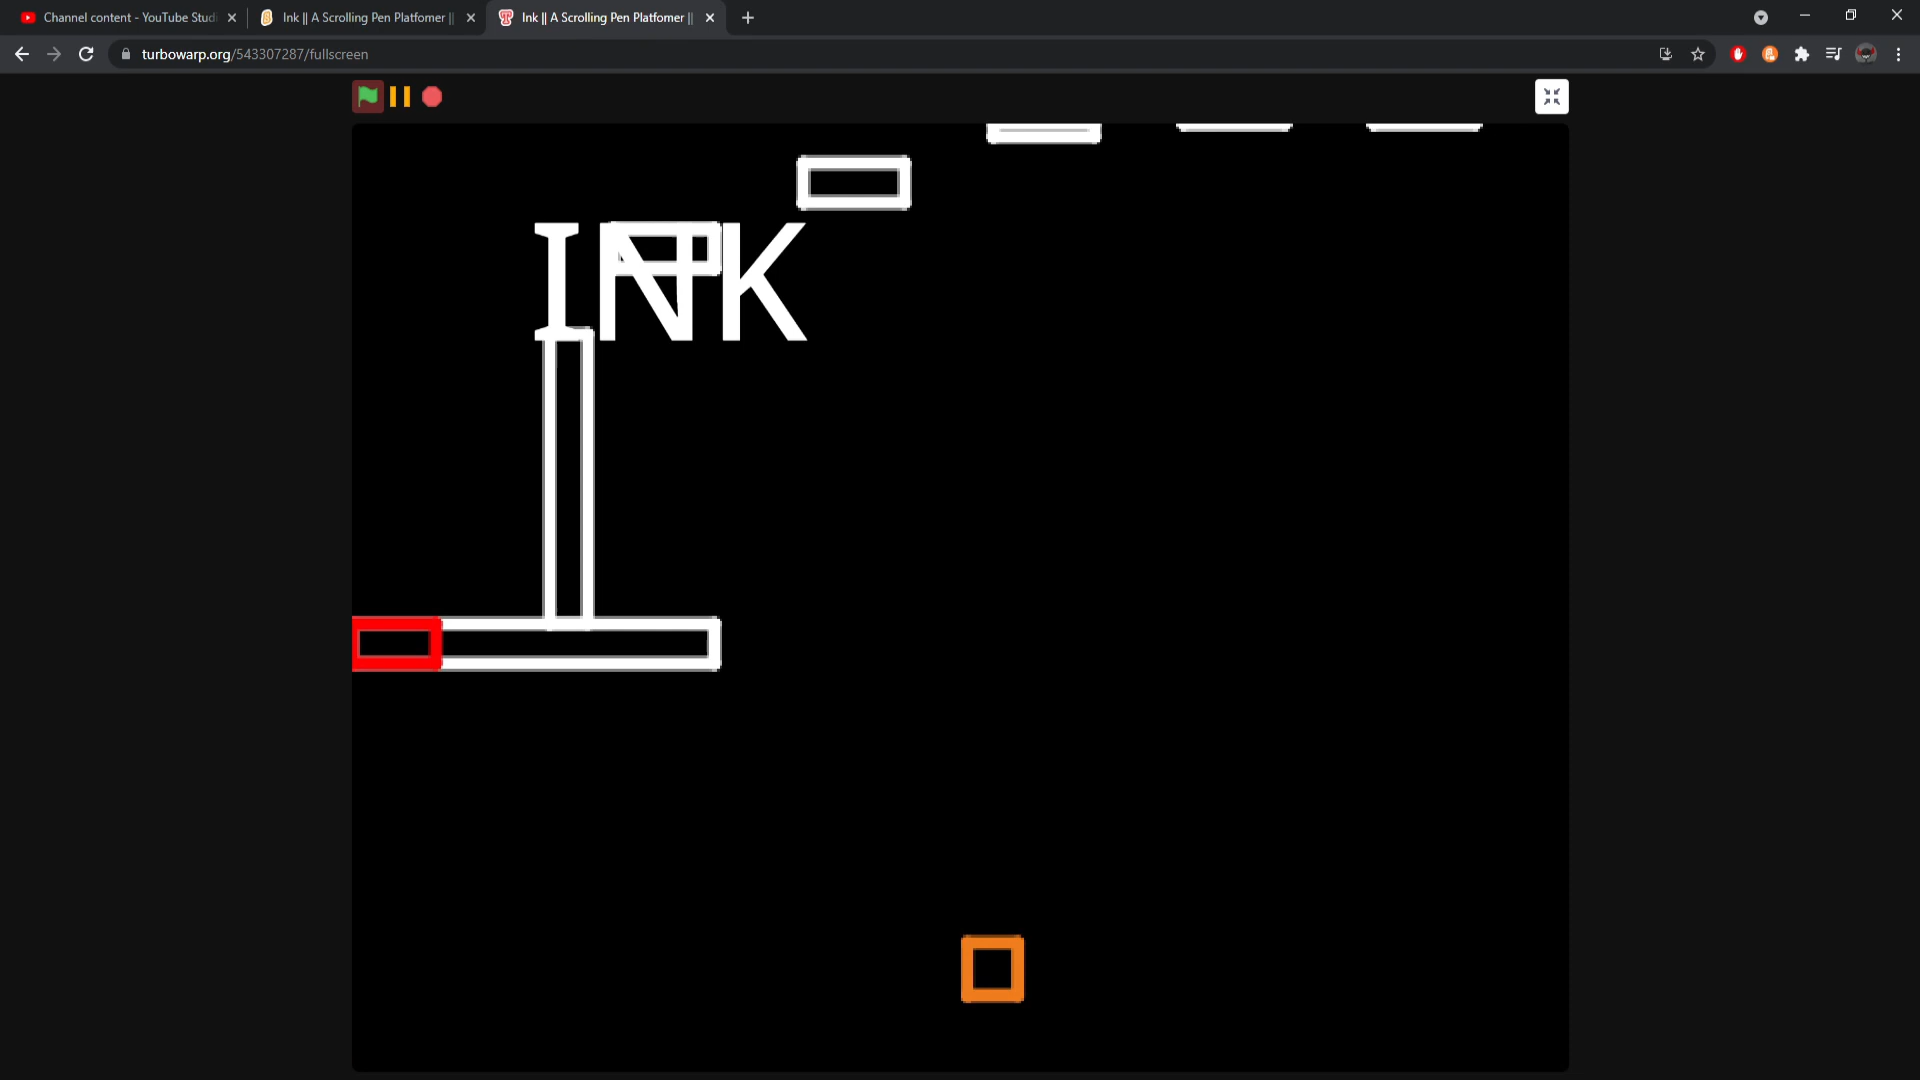 Channel content - YouTube Studi
Ink || A Scrolling Pen Platfomer ||
Ink || A Scrolling Pen Platfomer ||
turbowarp.org/543307287/fullscreen
INK